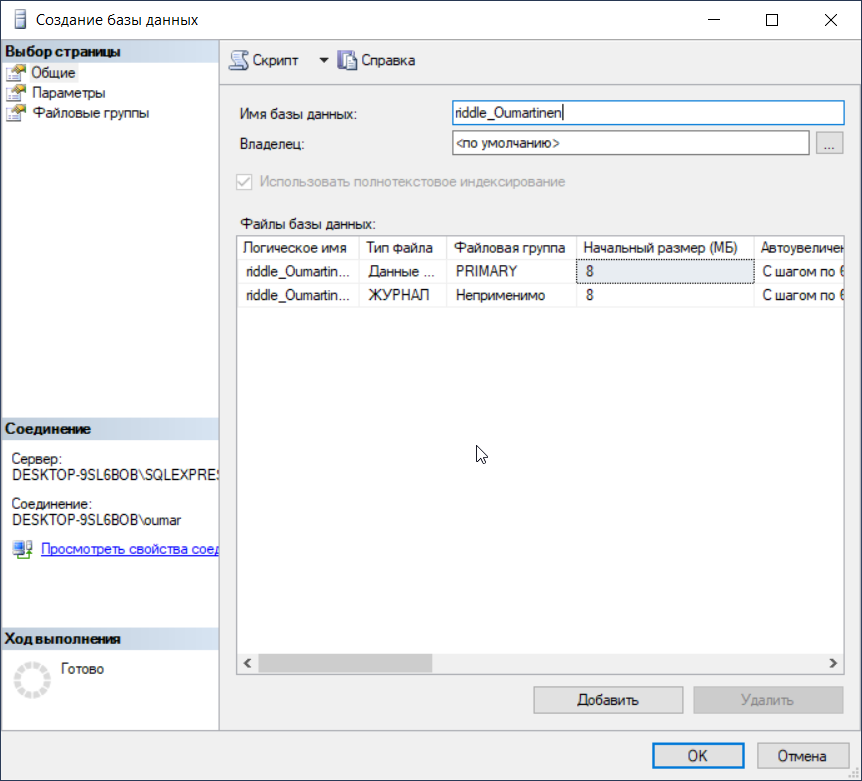 Создание базы данных
Выбор страницы
Общие
Параметры
Файловые группы
Скрипт
Справка
Имя базы данных:
riddle_Oumartinen
Владелец:
<по умолчанию>
...
Использовать полнотекстовое индексирование
Файлы базы данных:
Логическое имя Тип файла Файловая группа Начальный размер (МБ) Автоувеличен
riddle_Oumartin... Данные ... PRIMARY 8 С шагом по 6
riddle_Oumartin... ЖУРНАЛ Неприменимо 8 С шагом по 6
Соединение
Сервер:
DESKTOP-9SL6BOB\SQLEXPRES
Соединение:
DESKTOP-9SL6BOB\oumar
Просмотреть свойства соед
Ход выполнения
Готово
Добавить
Удалить
OK
Отмена